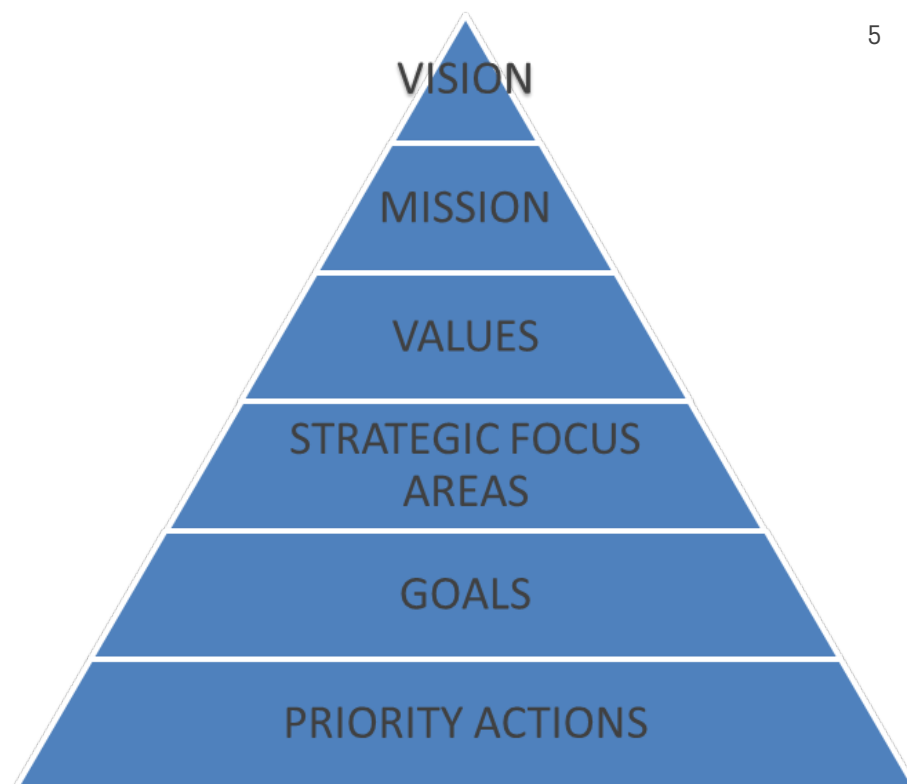 5
VISION
MISSION
VALUES
STRATEGIC FOCUS
AREAS
GOALS
PRIORITY ACTIONS